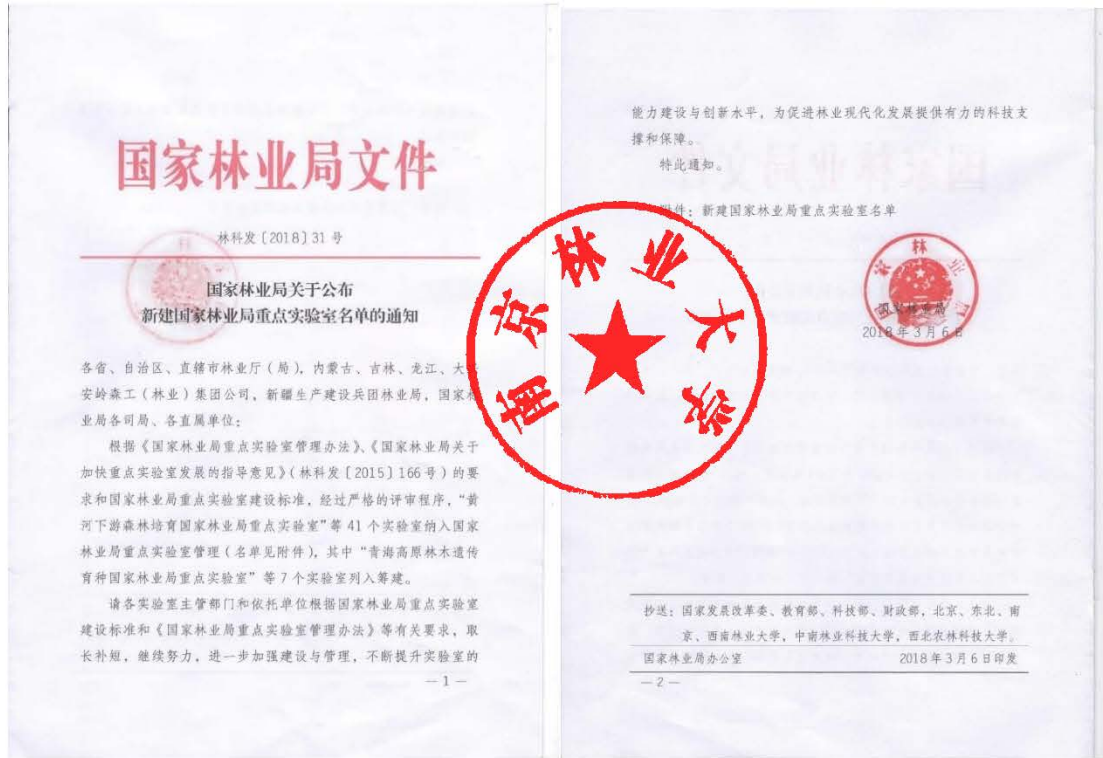 国家林业局文件
林科发〔2018〕31 号
国家林业局关于公布
新建国家林业局重点实验室名单的通知
各省、自治区、直辖市林业厅（局），内蒙古、吉林、龙江、大
安岭森工（林业）集团公司，新疆生产建设兵团林业局，国家
业局各司局、各直属单位：
根据《国家林业局重点实验室管理办法》、《国家林业局关于
加快重点实验室发展的指导意见》（林科发〔2015〕166 号）的要
求和国家林业局重点实验室建设标准，经过严格的评审程序，“黄
河下游森林培育国家林业局重点实验室”等 41 个实验室纳入国家
林业局重点实验室管理（名单见附件），其中“青海高原林木遗传
育种国家林业局重点实验室”等 7 个实验室列入筹建。
请各实验室主管部门和依托单位根据国家林业局重点实验室
建设标准和《国家林业局重点实验室管理办法》等有关要求，取
长补短，继续努力，进一步加强建设与管理，不断提升实验室的
— 1 —
能力建设与创新水平，为促进林业现代化发展提供有力的科技支
撑和保障。
特此通知。
附件：新建国家林业局重点实验室名单
国家林业局
2018 年 3 月 6 日
南京林业大学
抄送：国家发展改革委、教育部、科技部、财政部，北京、东北、南
京、西南林业大学，中南林业科技大学，西北农林科技大学。
国家林业局办公室 2018 年 3 月 6 日印发
— 2 —